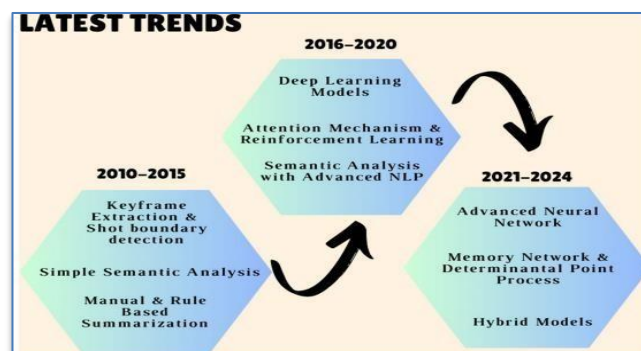 LATEST TRENDS
2010–2015
Keyframe
Extraction &
Shot boundary
detection
Simple Semantic Analysis
Manual & Rule
Based
Summarization
2016–2020
Deep Learning
Models
Attention Mechanism &
Reinforcement Learning
Semantic Analysis
with Advanced NLP
2021–2024
Advanced Neural
Network
Memory Network &
Determinantal Point
Process
Hybrid Models